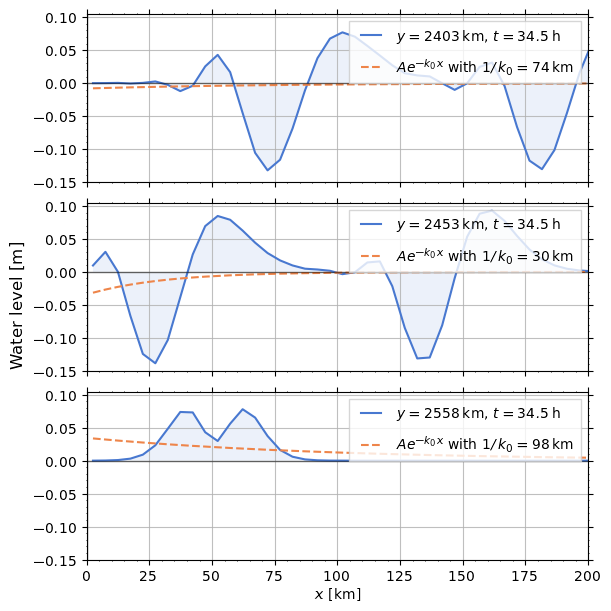 0.10
0.05
0.00
−0.05
−0.10
−0.15
y = 2403 km, t = 34.5 h
Ae^{−k₀x} with 1/k₀ = 74 km
0.10
0.05
0.00
−0.05
−0.10
−0.15
y = 2453 km, t = 34.5 h
Ae^{−k₀x} with 1/k₀ = 30 km
Water level [m]
0.10
0.05
0.00
−0.05
−0.10
−0.15
y = 2558 km, t = 34.5 h
Ae^{−k₀x} with 1/k₀ = 98 km
0 25 50 75 100 125 150 175 200
x [km]